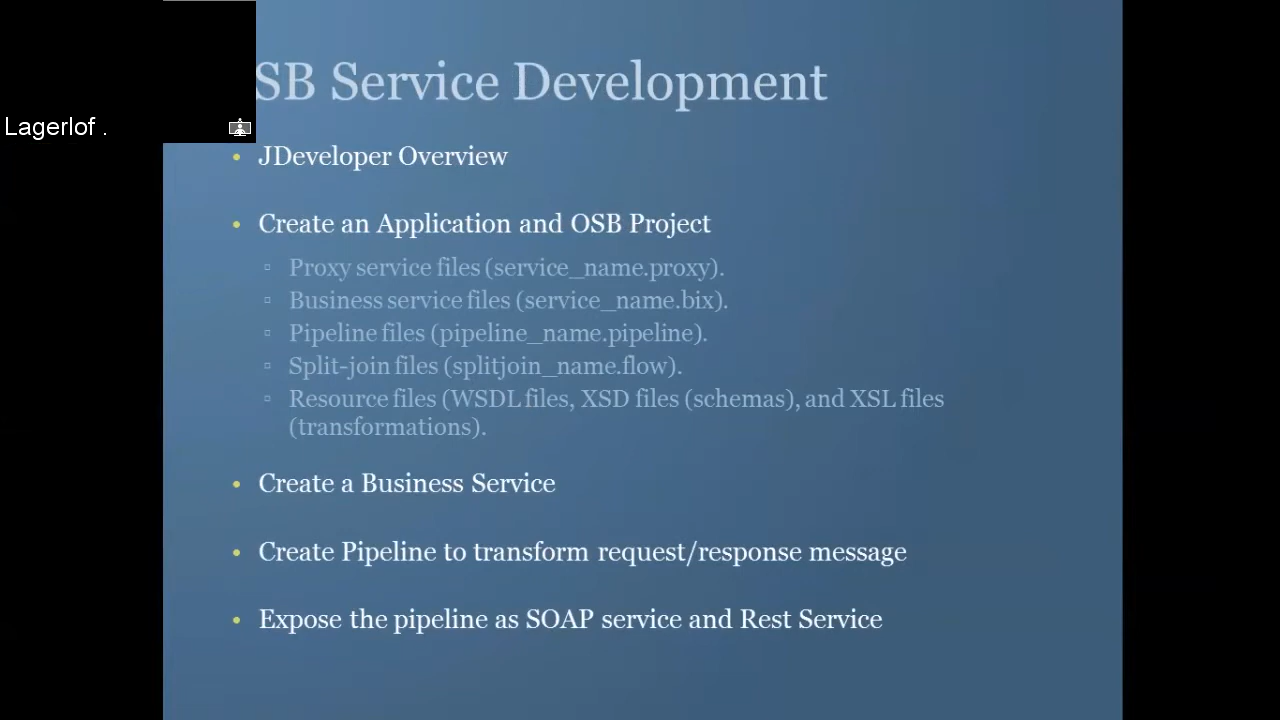 SB Service Development
Lagerlof .
JDeveloper Overview
Create an Application and OSB Project
Proxy service files (service_name.proxy).
Business service files (service_name.bix).
Pipeline files (pipeline_name.pipeline).
Split-join files (splitjoin_name.flow).
Resource files (WSDL files, XSD files (schemas), and XSL files
(transformations).
Create a Business Service
Create Pipeline to transform request/response message
Expose the pipeline as SOAP service and Rest Service